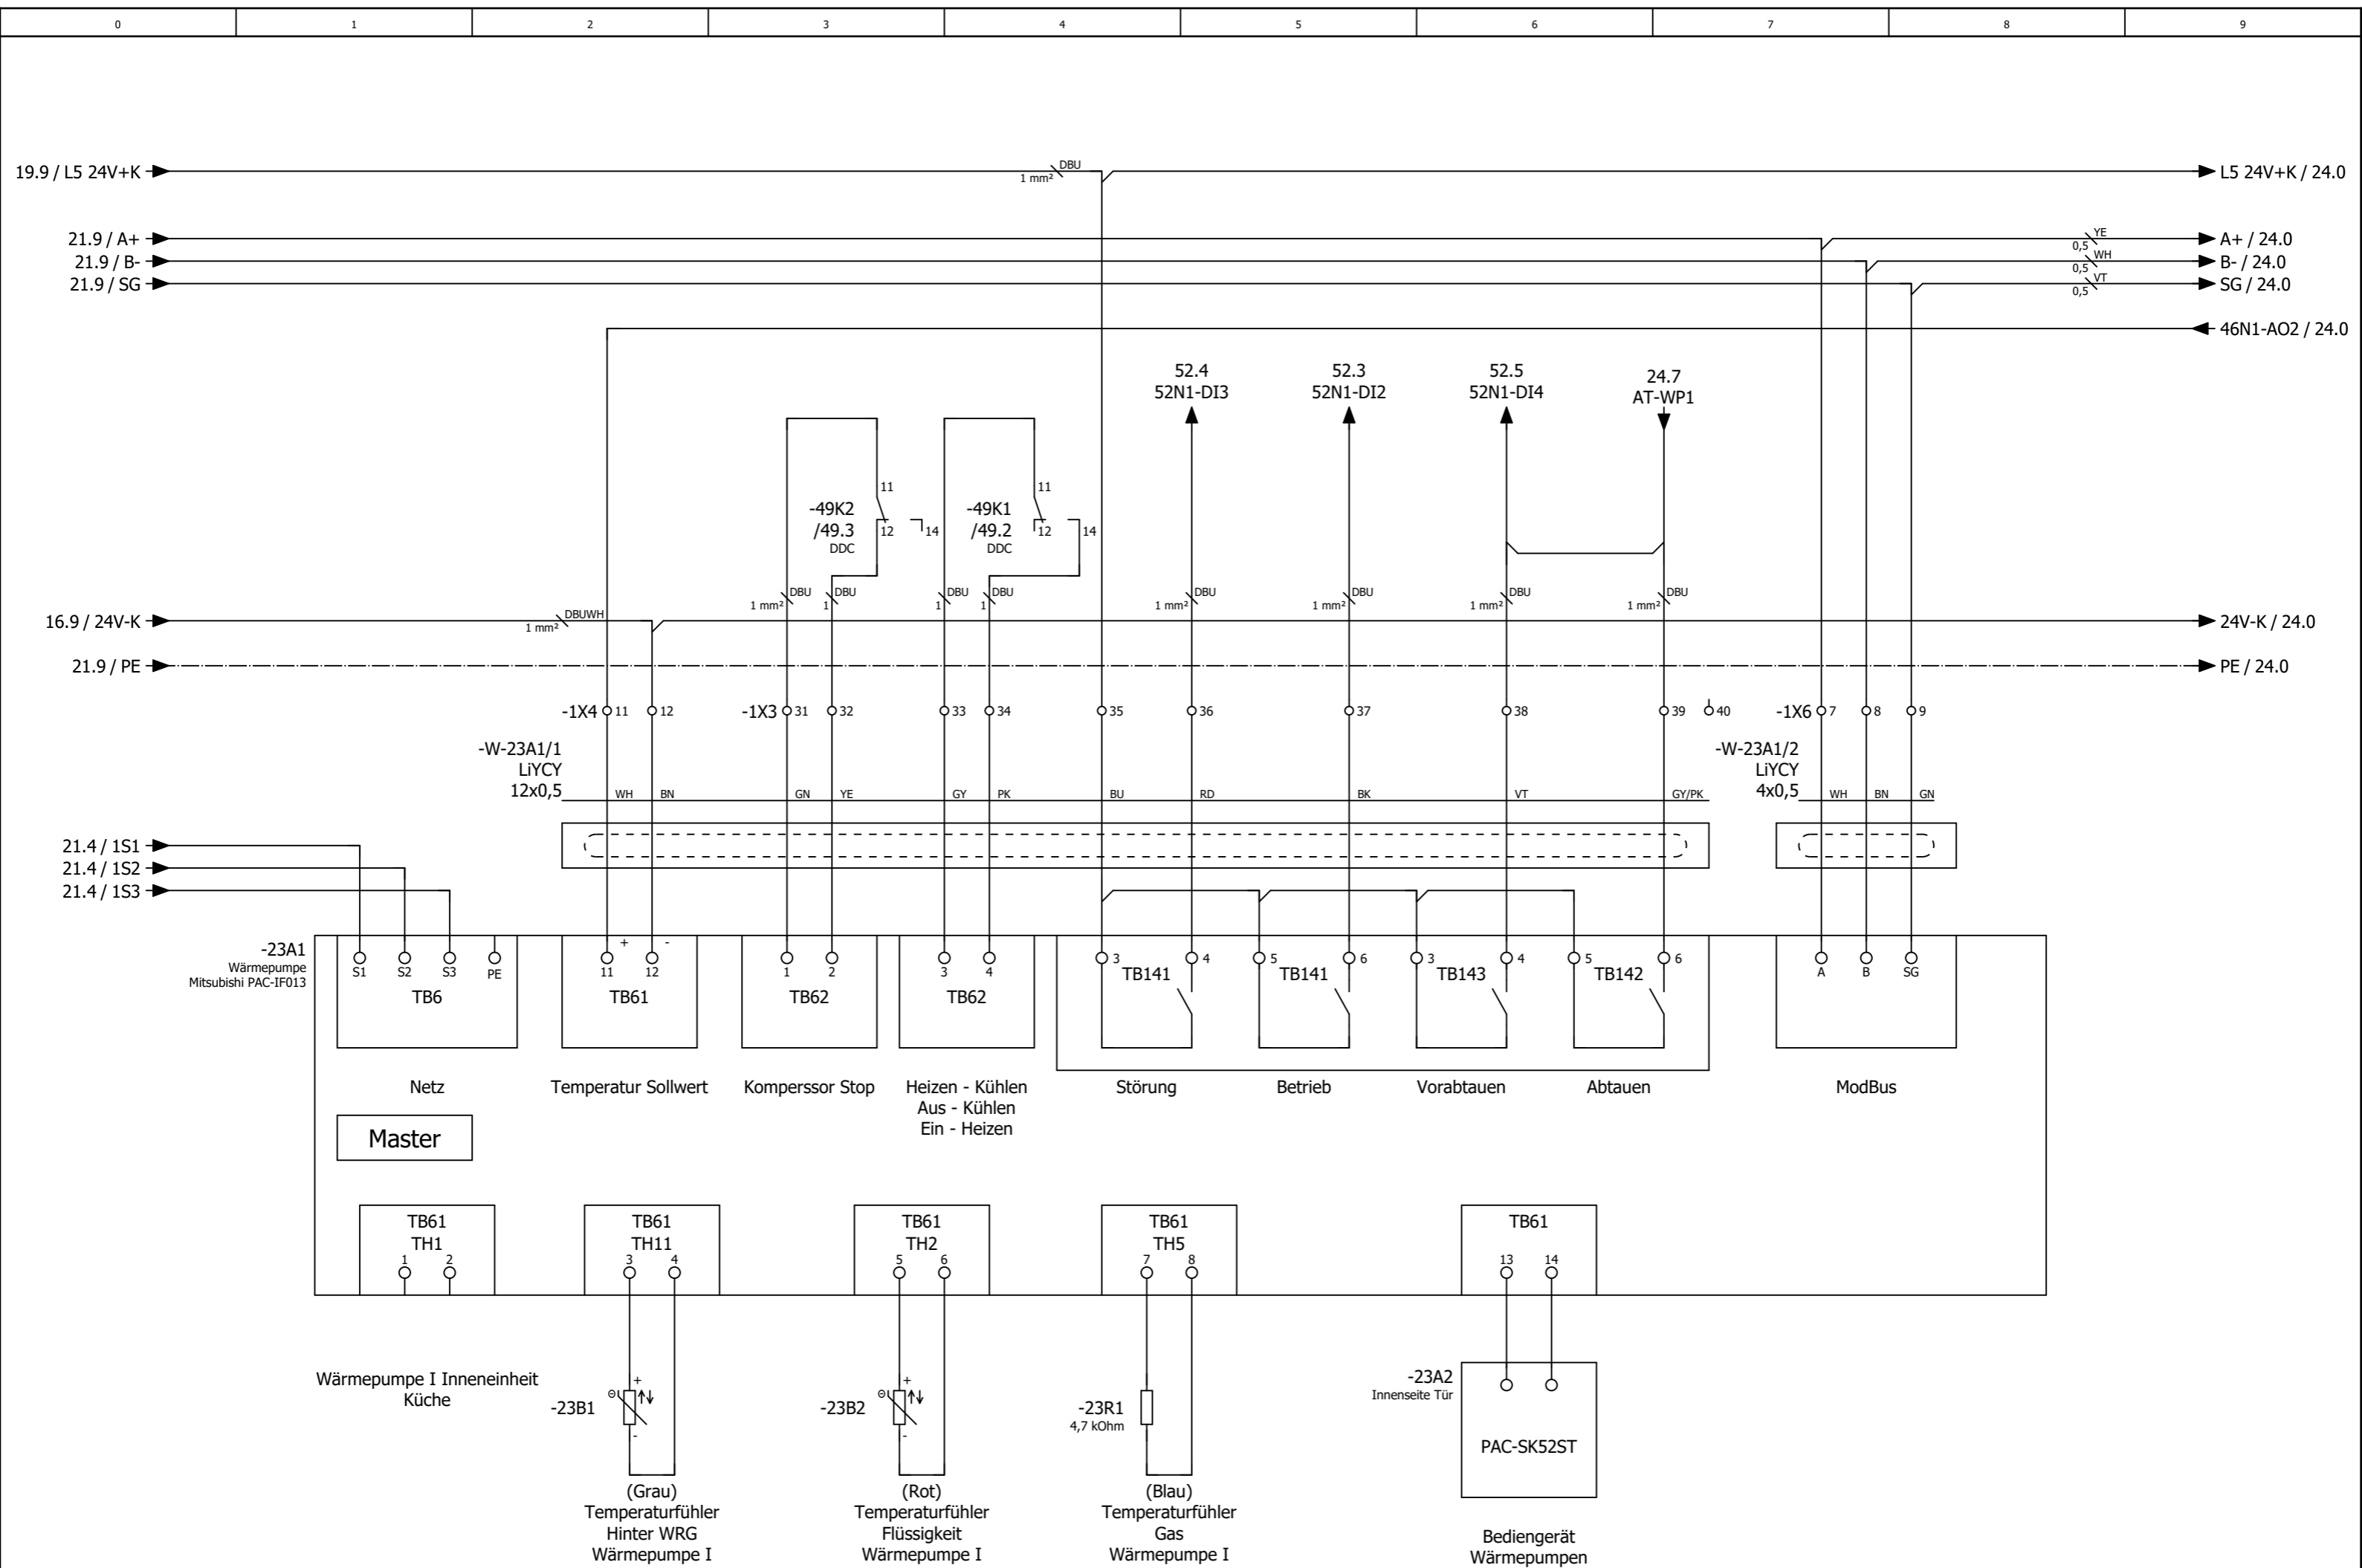 0 1 2 3 4 5 6 7 8 9
19.9 / L5 24V+K
DBU
1 mm²
L5 24V+K / 24.0
21.9 / A+
YE
0,5
A+ / 24.0
21.9 / B-
WH
0,5
B- / 24.0
21.9 / SG
VT
0,5
SG / 24.0
46N1-AO2 / 24.0
52.4
52N1-DI3
52.3
52N1-DI2
52.5
52N1-DI4
24.7
AT-WP1
-49K2
/49.3
DDC
11
12
14
-49K1
/49.2
DDC
11
12
14
1 mm² DBU
1 DBU
1 DBU
1 DBU
1 mm² DBU
1 mm² DBU
1 mm² DBU
1 mm² DBU
16.9 / 24V-K
DBUWH
1 mm²
24V-K / 24.0
21.9 / PE
PE / 24.0
-1X4 11 12
-1X3 31 32 33 34 35 36 37 38 39 40
-1X6 7 8 9
-W-23A1/1
LiYCY
12x0,5
WH BN GN YE GY PK BU RD BK VT GY/PK
-W-23A1/2
LiYCY
4x0,5
WH BN GN
21.4 / 1S1
21.4 / 1S2
21.4 / 1S3
-23A1
Wärmepumpe
Mitsubishi PAC-IF013
S1 S2 S3 PE
TB6
Netz
+ -
11 12
TB61
Temperatur Sollwert
1 2
TB62
Komperssor Stop
3 4
TB62
Heizen - Kühlen
Aus - Kühlen
Ein - Heizen
3 4
TB141
Störung
5 6
TB141
Betrieb
3 4
TB143
Vorabtauen
5 6
TB142
Abtauen
A B SG
ModBus
Master
TB61
TH1
1 2
TB61
TH11
3 4
TB61
TH2
5 6
TB61
TH5
7 8
TB61
13 14
Wärmepumpe I Inneneinheit
Küche
-23B1
+
-
(Grau)
Temperaturfühler
Hinter WRG
Wärmepumpe I
-23B2
+
-
(Rot)
Temperaturfühler
Flüssigkeit
Wärmepumpe I
-23R1
4,7 kOhm
(Blau)
Temperaturfühler
Gas
Wärmepumpe I
-23A2
Innenseite Tür
PAC-SK52ST
Bediengerät
Wärmepumpen